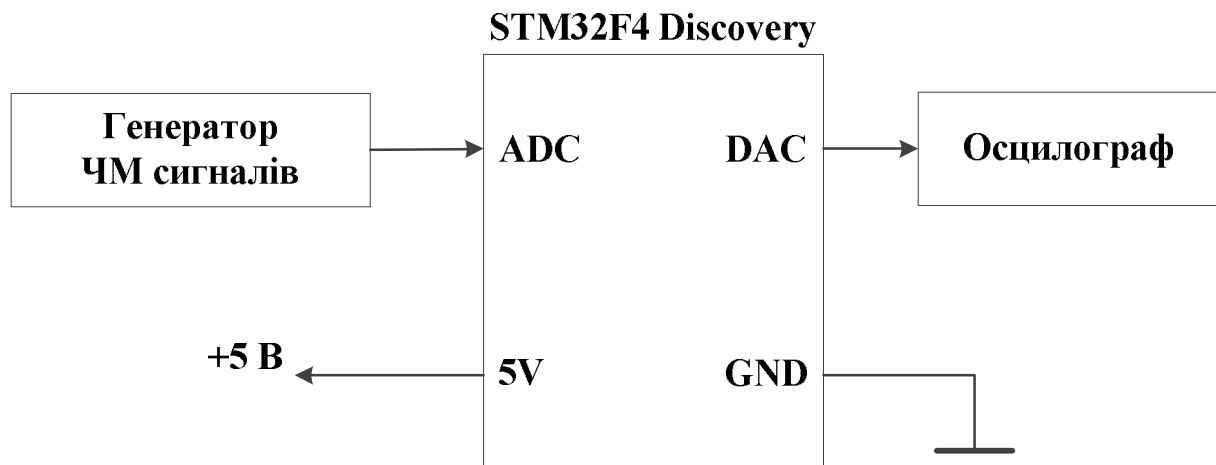 STM32F4 Discovery
Генератор
ЧМ сигналів
ADC
DAC
Осцилограф
+5 В
5V
GND